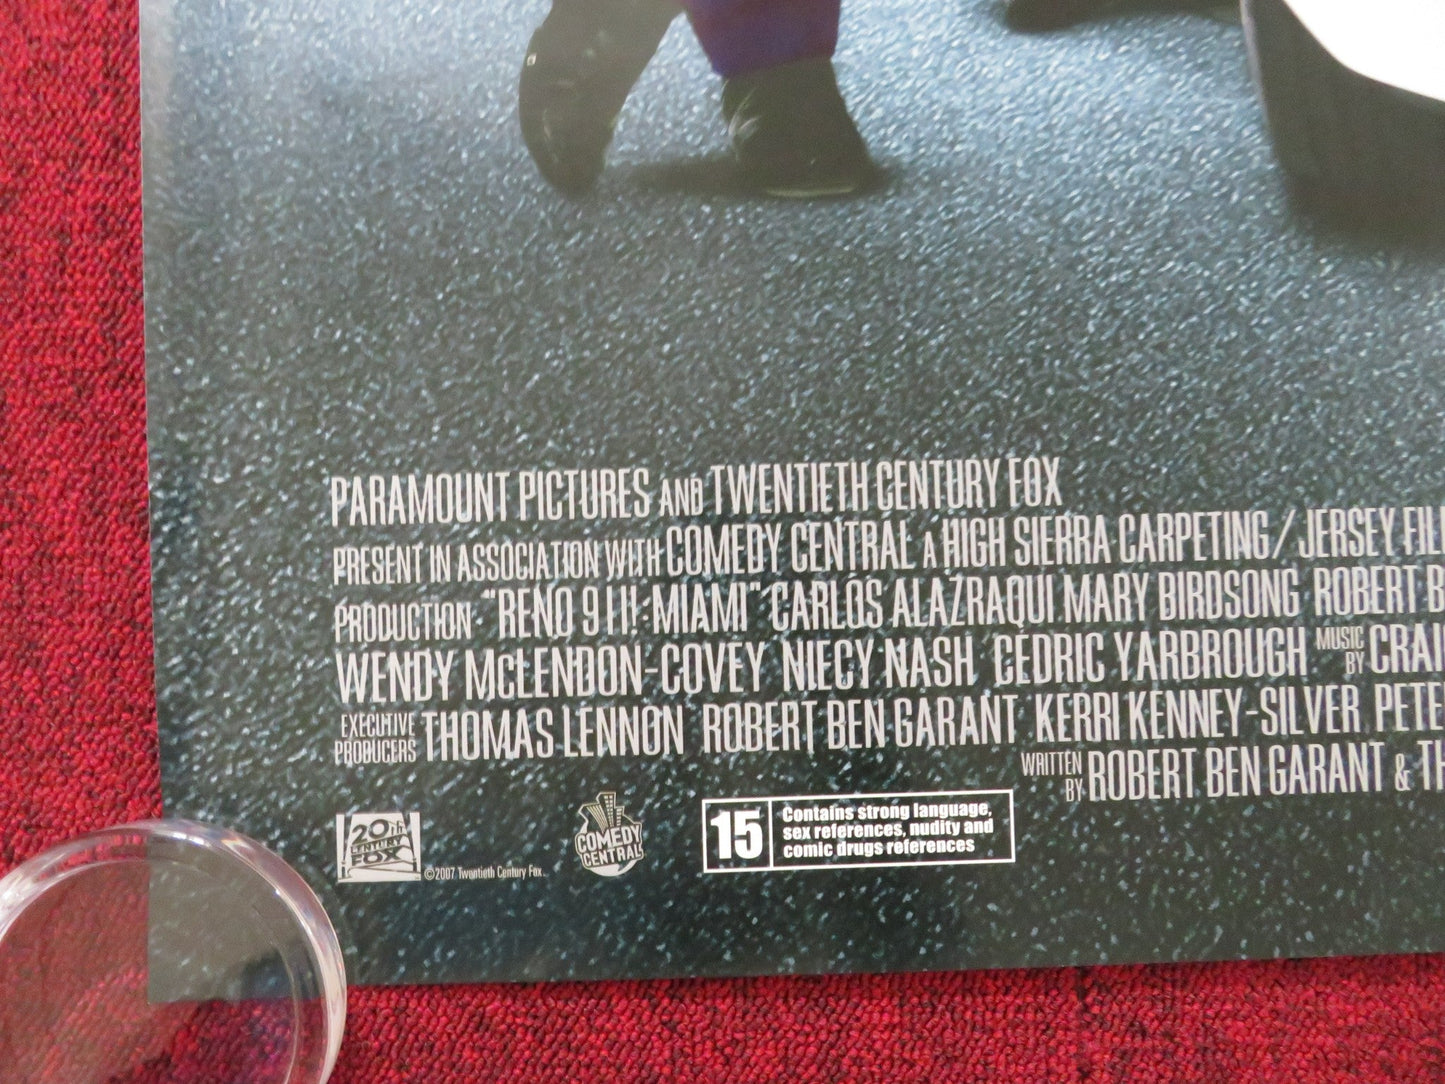 PARAMOUNT PICTURES AND TWENTIETH CENTURY FOX
PRESENT IN ASSOCIATION WITH COMEDY CENTRAL A HIGH SIERRA CARPETING / JERSEY
PRODUCTION "RENO 911!: MIAMI" CARLOS ALAZRAQUI MARY BIRDSONG ROBERT
WENDY McLENDON-COVEY NIECY NASH CEDRIC YARBROUGH MUSIC BY
EXECUTIVE PRODUCERS THOMAS LENNON ROBERT BEN GARANT KERRI KENNEY-SILVER
WRITTEN BY ROBERT BEN GARANT &
20th CENTURY FOX
©2007 Twentieth Century Fox
COMEDY CENTRAL
15
Contains strong language,
sex references, nudity and
comic drugs references